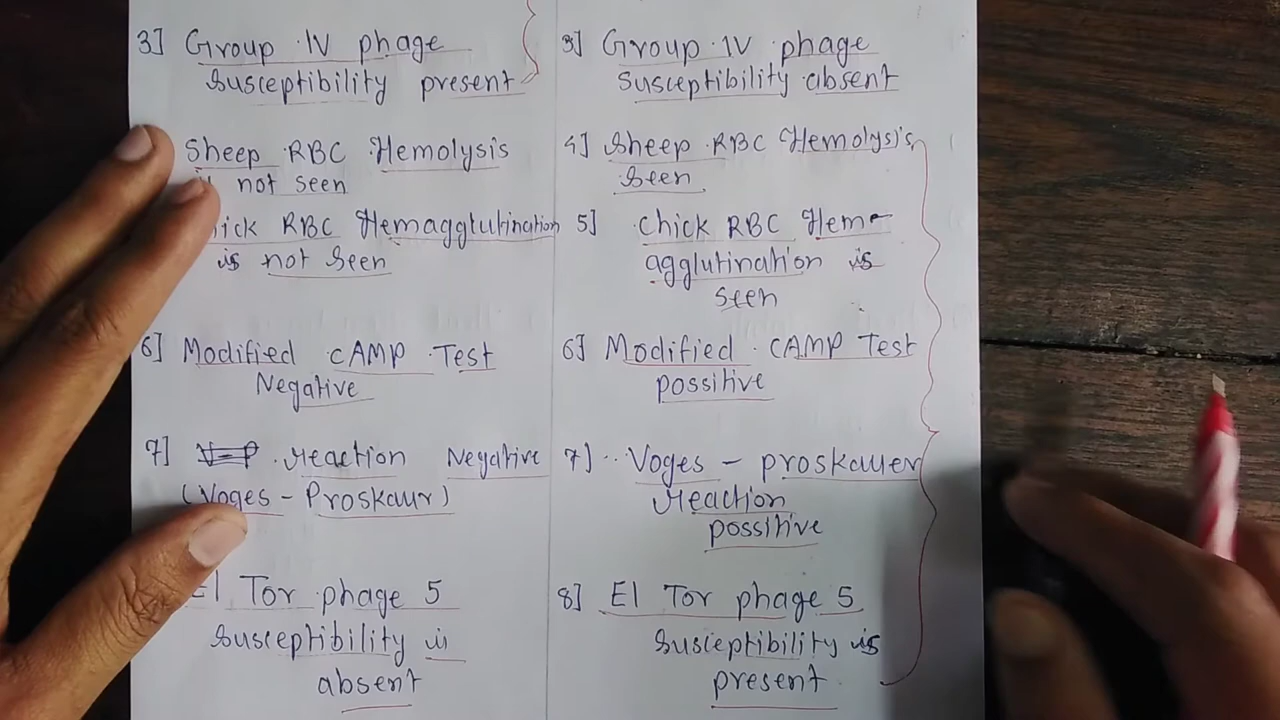 3] Group IV phage
Susceptibility present
Sheep RBC Hemolysis
not seen
RBC Hemagglutination
is not seen
6] Modified CAMP Test
Negative
7] reaction Negative
(Voges - Proskaur)
El Tor phage 5
Susceptibility is
absent
3] Group IV phage
Susceptibility absent
4] Sheep RBC Hemolysis
Seen
5] Chick RBC Hem-
agglutination is
seen
6] Modified CAMP Test
possitive
7] Voges - proskauer
reaction
possitive
8] El Tor phage 5
Susceptibility is
present